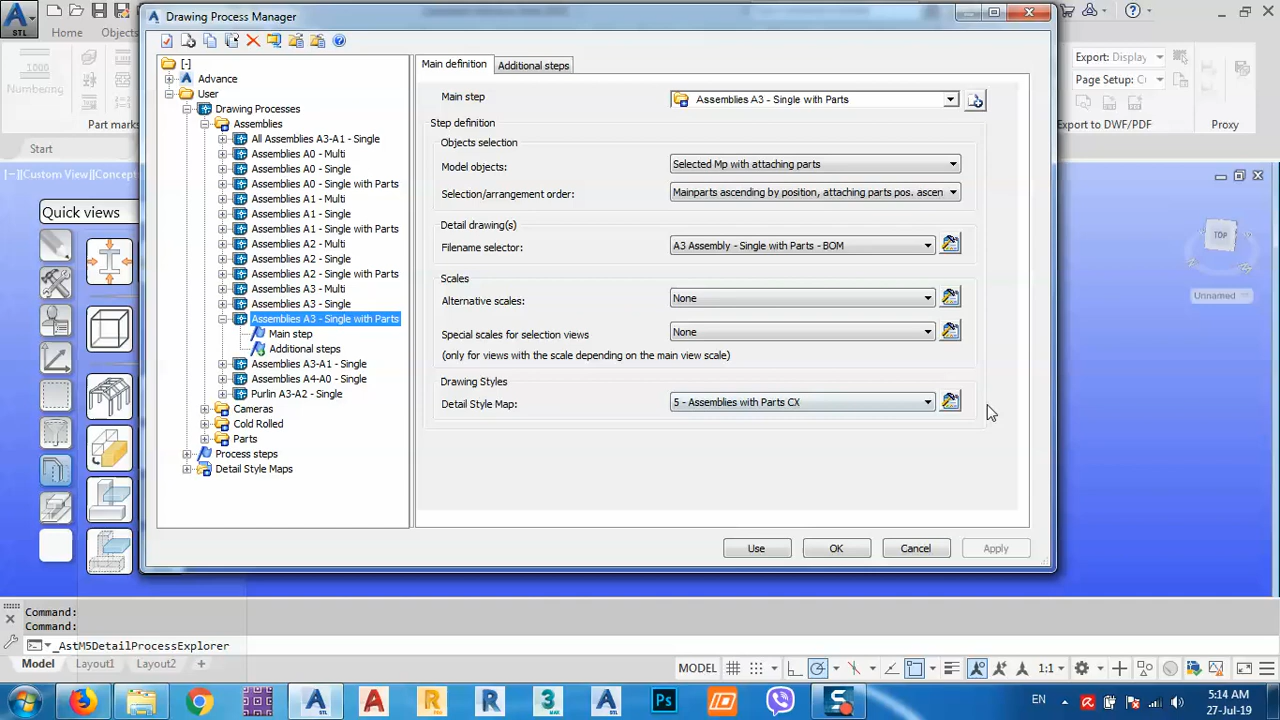 Drawing Process Manager
STL
Home
Objects
Numbering
Part marks
Start
[−][Custom View][Concept
Quick views
[-]
Advance
User
Drawing Processes
Assemblies
All Assemblies A3-A1 - Single
Assemblies A0 - Multi
Assemblies A0 - Single
Assemblies A0 - Single with Parts
Assemblies A1 - Multi
Assemblies A1 - Single
Assemblies A1 - Single with Parts
Assemblies A2 - Multi
Assemblies A2 - Single
Assemblies A2 - Single with Parts
Assemblies A3 - Multi
Assemblies A3 - Single
Assemblies A3 - Single with Parts
Main step
Additional steps
Assemblies A3-A1 - Single
Assemblies A4-A0 - Single
Purlin A3-A2 - Single
Cameras
Cold Rolled
Parts
Process steps
Detail Style Maps
Main definition
Additional steps
Main step
Assemblies A3 - Single with Parts
Step definition
Objects selection
Model objects:
Selected Mp with attaching parts
Selection/arrangement order:
Mainparts ascending by position, attaching parts pos. ascen
Detail drawing(s)
Filename selector:
A3 Assembly - Single with Parts - BOM
Scales
Alternative scales:
None
Special scales for selection views
None
(only for views with the scale depending on the main view scale)
Drawing Styles
Detail Style Map:
5 - Assemblies with Parts CX
Use
OK
Cancel
Apply
Export: Display
Page Setup:
Export to DWF/PDF
Proxy
TOP
Unnamed
Command:
Command:
_AstM5DetailProcessExplorer
Model
Layout1
Layout2
MODEL
1:1
EN
5:14 AM
27-Jul-19